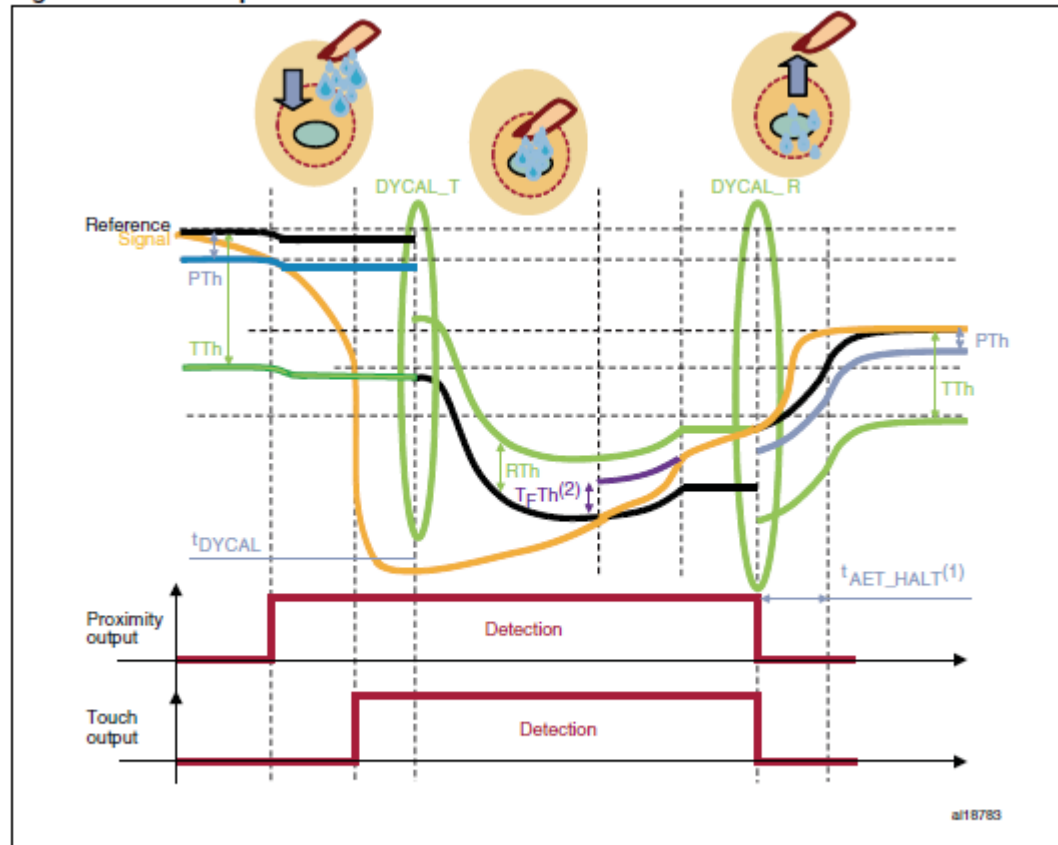 DYCAL_T
DYCAL_R
Reference
Signal
PTh
TTh
PTh
TTh
RTh
TFTh(2)
tDYCAL
tAET_HALT(1)
Proximity
output
Detection
Touch
output
Detection
ai18783